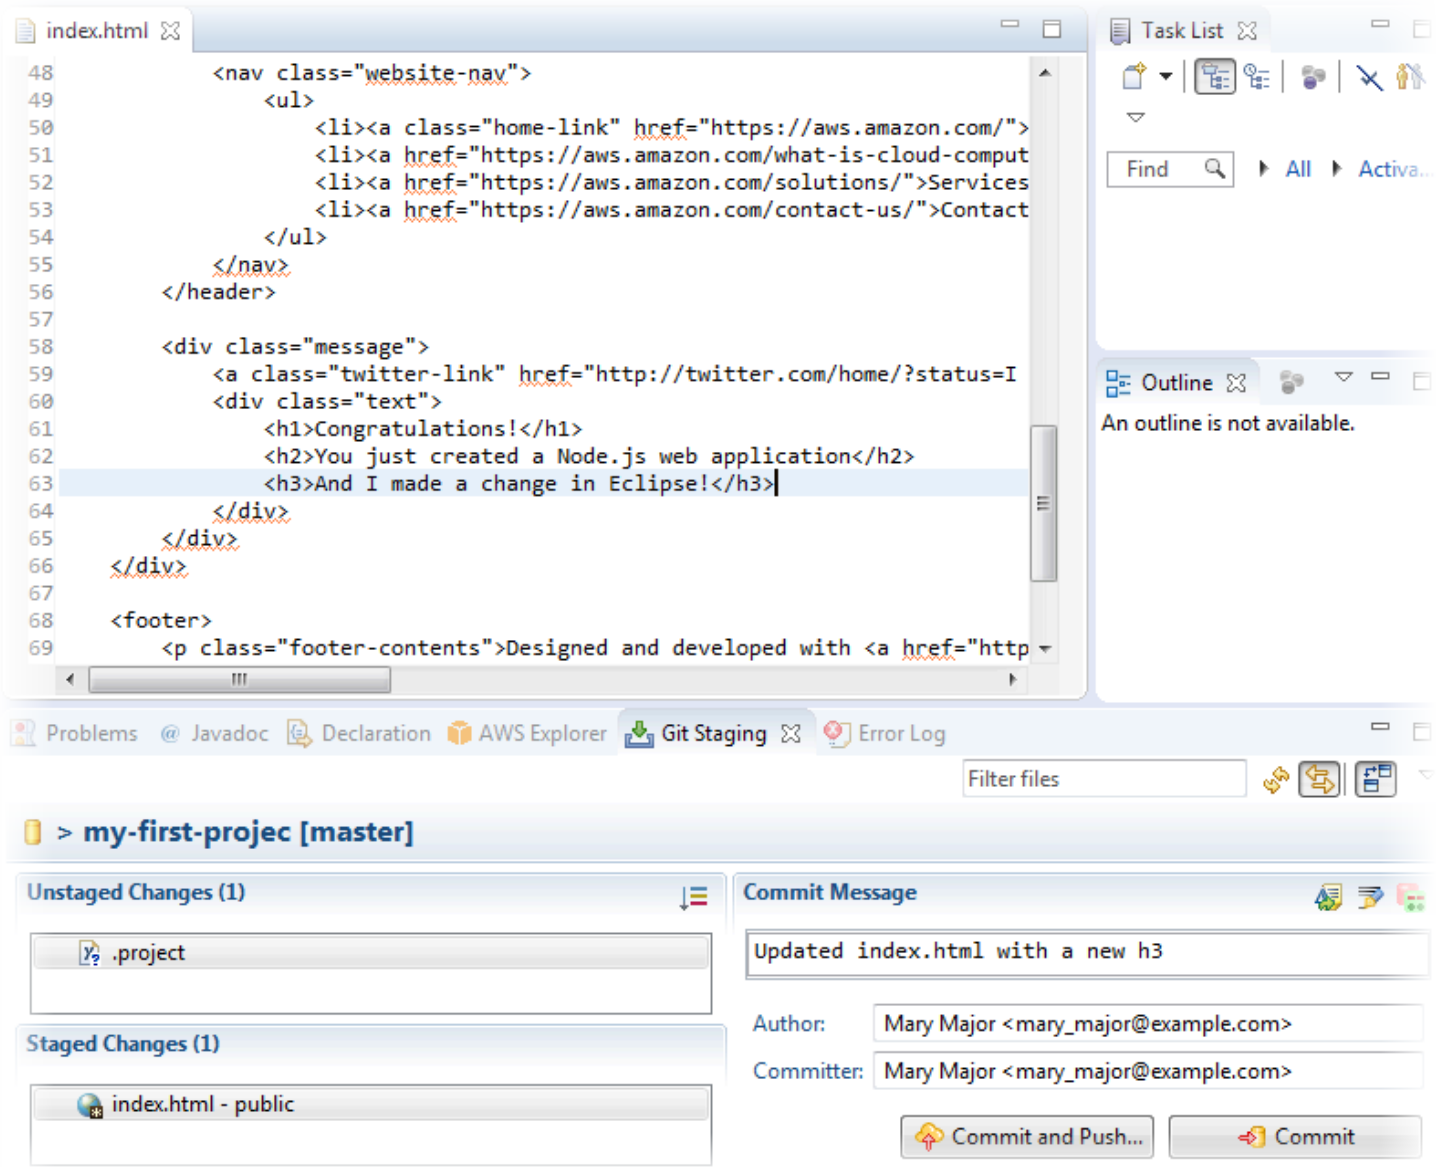 index.html
48 <nav class="website-nav">
49 <ul>
50 <li><a class="home-link" href="https://aws.amazon.com/">
51 <li><a href="https://aws.amazon.com/what-is-cloud-comput
52 <li><a href="https://aws.amazon.com/solutions/">Services
53 <li><a href="https://aws.amazon.com/contact-us/">Contact
54 </ul>
55 </nav>
56 </header>
57
58 <div class="message">
59 <a class="twitter-link" href="http://twitter.com/home/?status=I
60 <div class="text">
61 <h1>Congratulations!</h1>
62 <h2>You just created a Node.js web application</h2>
63 <h3>And I made a change in Eclipse!</h3>
64 </div>
65 </div>
66 </div>
67
68 <footer>
69 <p class="footer-contents">Designed and developed with <a href="http
Task List
Find All Activa...
Outline
An outline is not available.
Problems @ Javadoc Declaration AWS Explorer Git Staging Error Log
Filter files
> my-first-projec [master]
Unstaged Changes (1)
.project
Staged Changes (1)
index.html - public
Commit Message
Updated index.html with a new h3
Author: Mary Major <mary_major@example.com>
Committer: Mary Major <mary_major@example.com>
Commit and Push... Commit